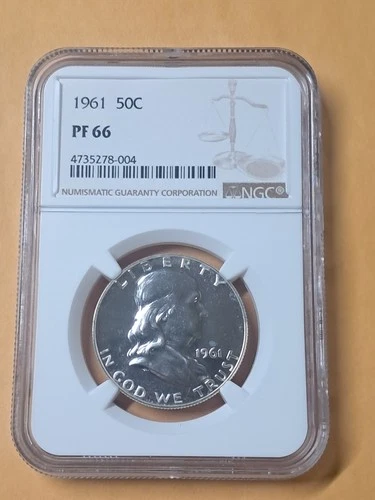 1961 50C
PF 66
4735278-004
NUMISMATIC GUARANTY CORPORATION
NGC®
LIBERTY
1961
IN GOD WE TRUST